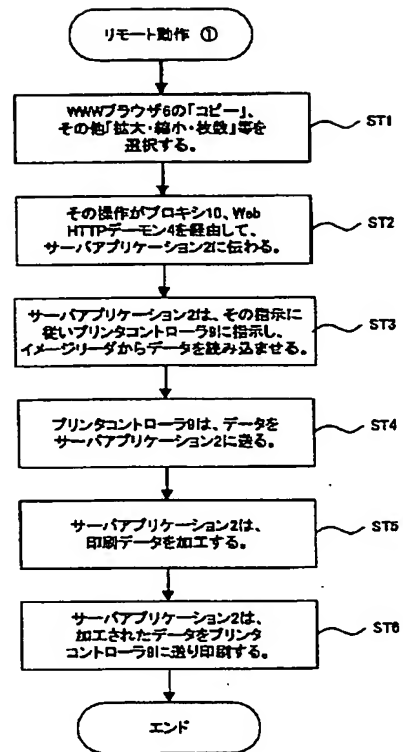 リモート動作 ①
WWWブラウザ6の「コピー」、
その他「拡大・縮小・枚数」等を
選択する。
ST1
その操作がプロキシ10、Web
HTTPデーモン4を経由して、
サーバアプリケーション2に伝わる。
ST2
サーバアプリケーション2は、その指示に
従いプリンタコントローラ9に指示し、
イメージリーダからデータを読み込ませる。
ST3
プリンタコントローラ9は、データを
サーバアプリケーション2に送る。
ST4
サーバアプリケーション2は、
印刷データを加工する。
ST5
サーバアプリケーション2は、
加工されたデータをプリンタ
コントローラ9に送り印刷する。
ST6
エンド